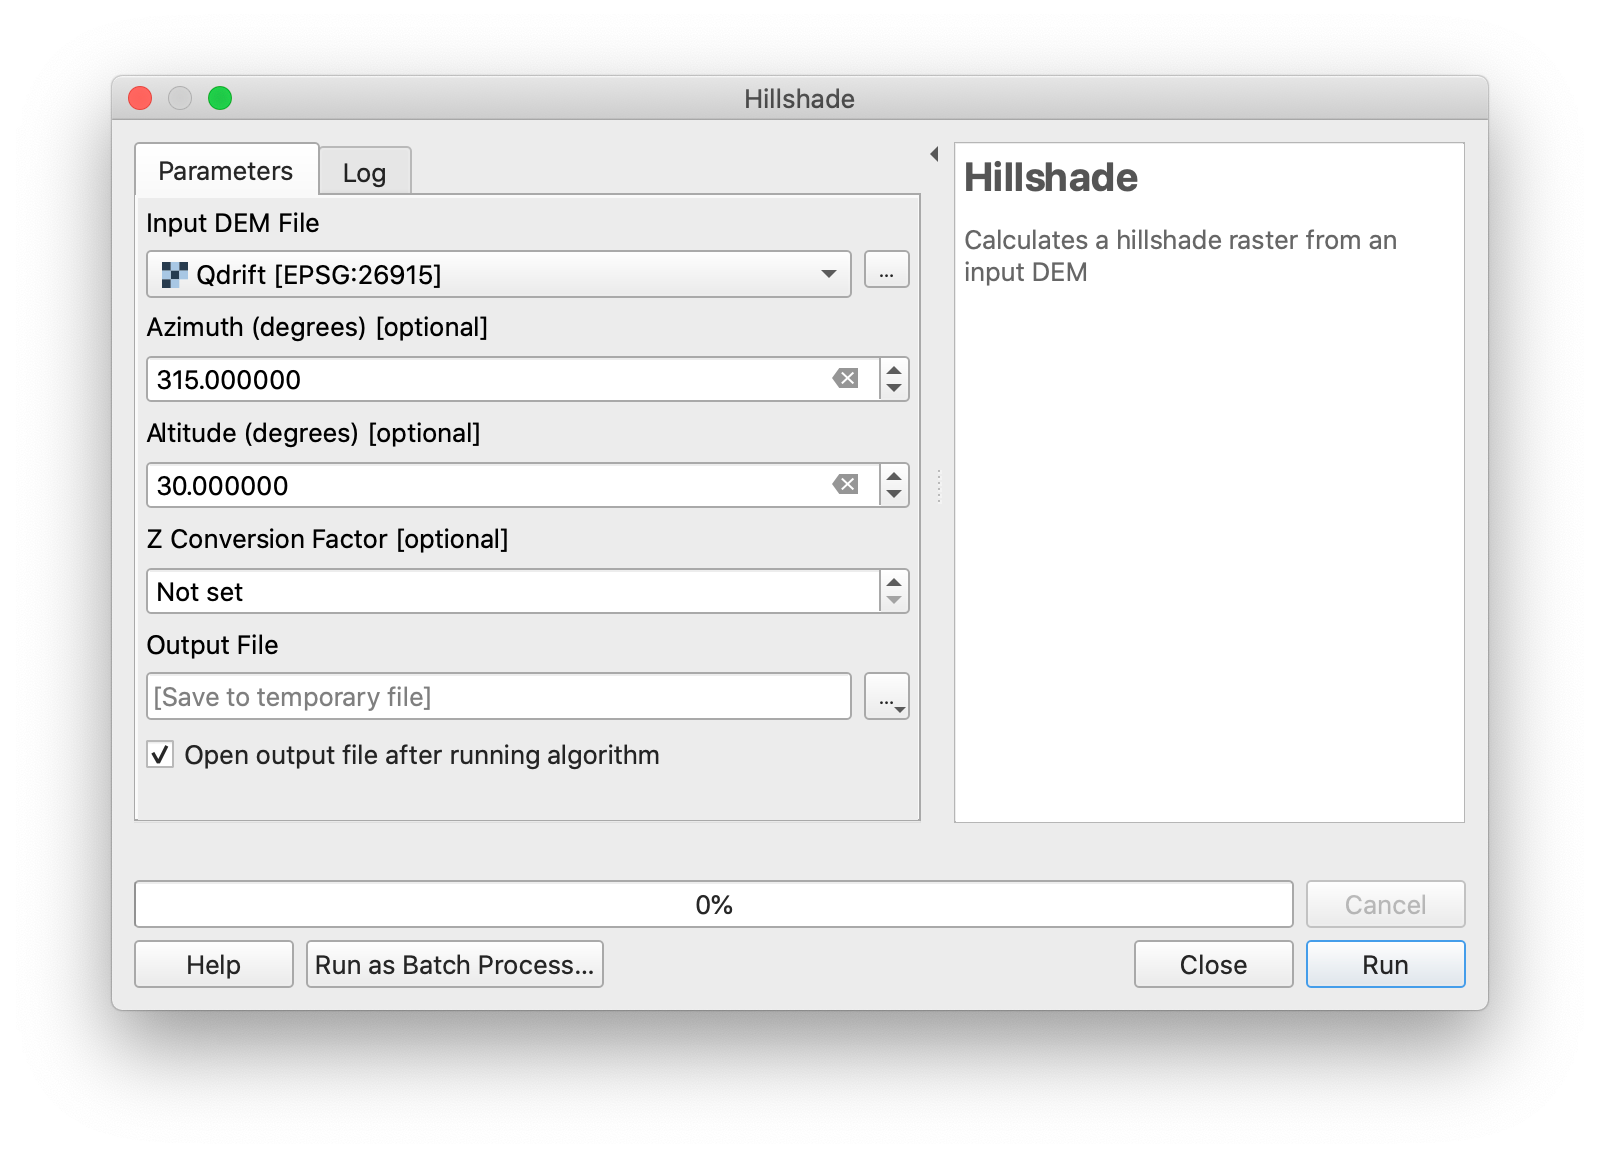 Hillshade
Parameters
Log
Input DEM File
Qdrift [EPSG:26915]
...
Azimuth (degrees) [optional]
315.000000
Altitude (degrees) [optional]
30.000000
Z Conversion Factor [optional]
Not set
Output File
[Save to temporary file]
...
Open output file after running algorithm
Hillshade
Calculates a hillshade raster from an
input DEM
0%
Cancel
Help
Run as Batch Process...
Close
Run